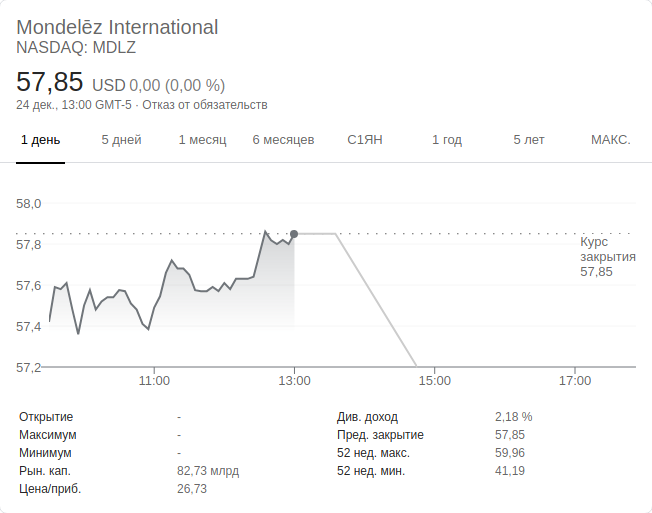 Mondelēz International
NASDAQ: MDLZ
57,85 USD 0,00 (0,00 %)
24 дек., 13:00 GMT-5 · Отказ от обязательств
1 день 5 дней 1 месяц 6 месяцев С1ЯН 1 год 5 лет МАКС.
58,0
57,8
57,6
57,4
57,2
Курс
закрытия
57,85
11:00 13:00 15:00 17:00
Открытие -
Максимум -
Минимум -
Рын. кап. 82,73 млрд
Цена/приб. 26,73
Див. доход 2,18 %
Пред. закрытие 57,85
52 нед. макс. 59,96
52 нед. мин. 41,19